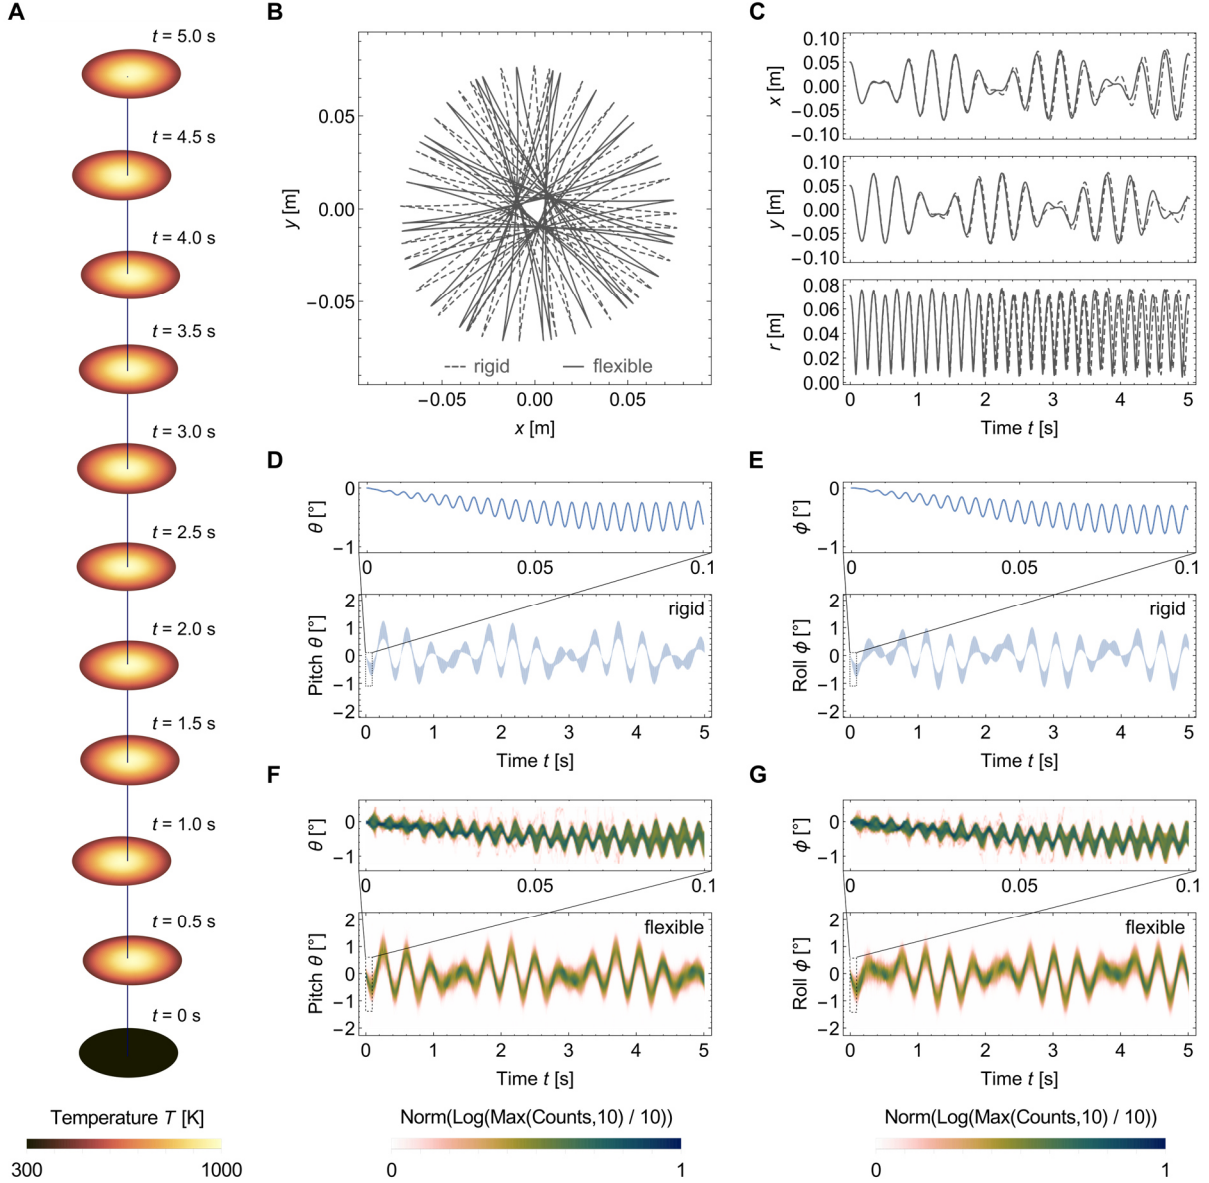 A
t = 5.0 s
t = 4.5 s
t = 4.0 s
t = 3.5 s
t = 3.0 s
t = 2.5 s
t = 2.0 s
t = 1.5 s
t = 1.0 s
t = 0.5 s
t = 0 s
Temperature T [K]
300 1000
B
y [m]
0.05
0.00
−0.05
rigid flexible
−0.05 0.00 0.05
x [m]
C
x [m]
0.10
0.05
0.00
−0.05
−0.10
y [m]
0.10
0.05
0.00
−0.05
−0.10
r [m]
0.08
0.06
0.04
0.02
0.00
0 1 2 3 4 5
Time t [s]
D
θ [°]
0
−1
0 0.05 0.1
Pitch θ [°]
rigid
2
1
0
−1
−2
0 1 2 3 4 5
Time t [s]
E
ϕ [°]
0
−1
0 0.05 0.1
Roll ϕ [°]
rigid
2
1
0
−1
−2
0 1 2 3 4 5
Time t [s]
F
θ [°]
0
−1
0 0.05 0.1
Pitch θ [°]
flexible
2
1
0
−1
−2
0 1 2 3 4 5
Time t [s]
Norm(Log(Max(Counts,10) / 10))
0 1
G
ϕ [°]
0
−1
0 0.05 0.1
Roll ϕ [°]
flexible
2
1
0
−1
−2
0 1 2 3 4 5
Time t [s]
Norm(Log(Max(Counts,10) / 10))
0 1